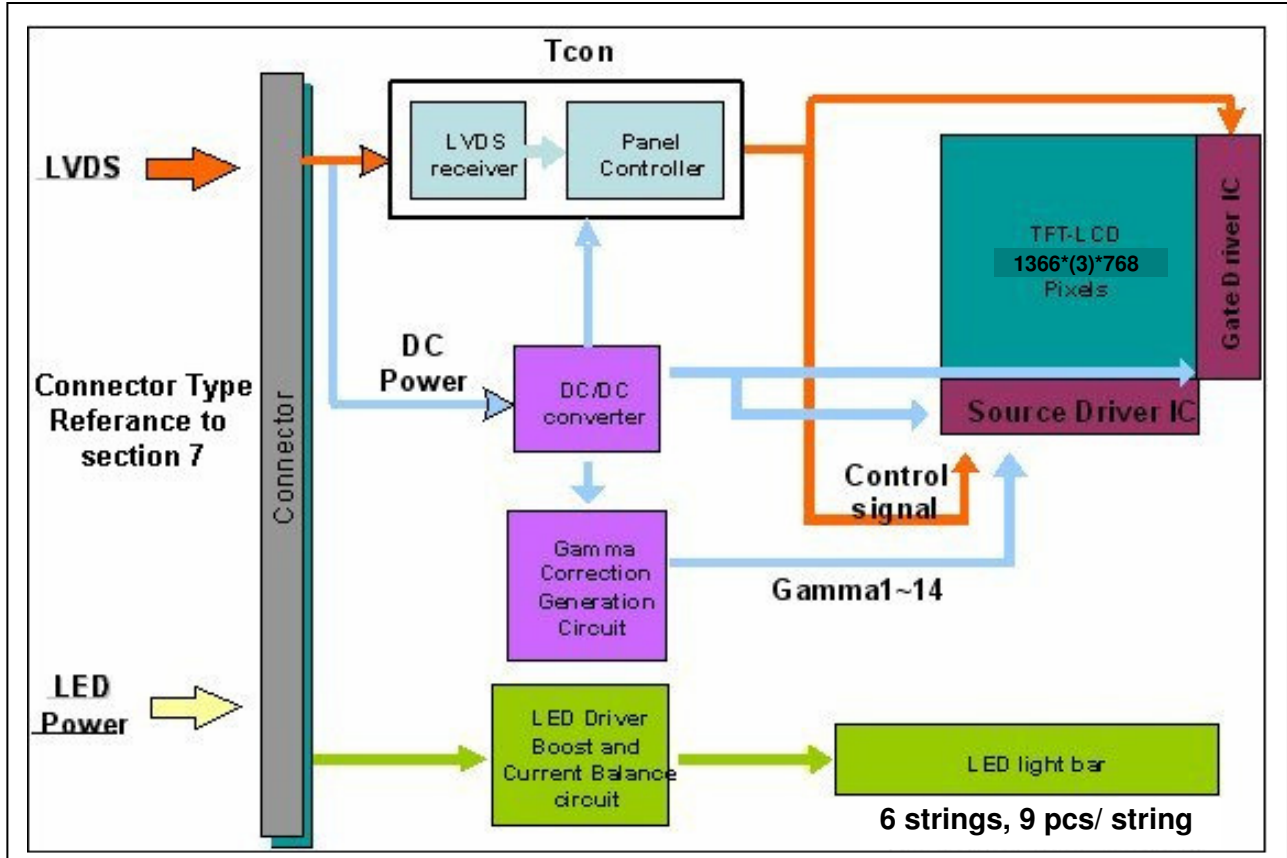 Tcon
LVDS
LVDS
receiver
Panel
Controller
TFT-LCD
1366*(3)*768
Pixels
Gate Driver IC
Connector Type
Referance to
section 7
Connector
DC
Power
DC/DC
converter
Source Driver IC
Control
signal
Gamma
Correction
Generation
Circuit
Gamma1~14
LED
Power
LED Driver
Boost and
Current Balance
circuit
LED light bar
6 strings, 9 pcs/ string